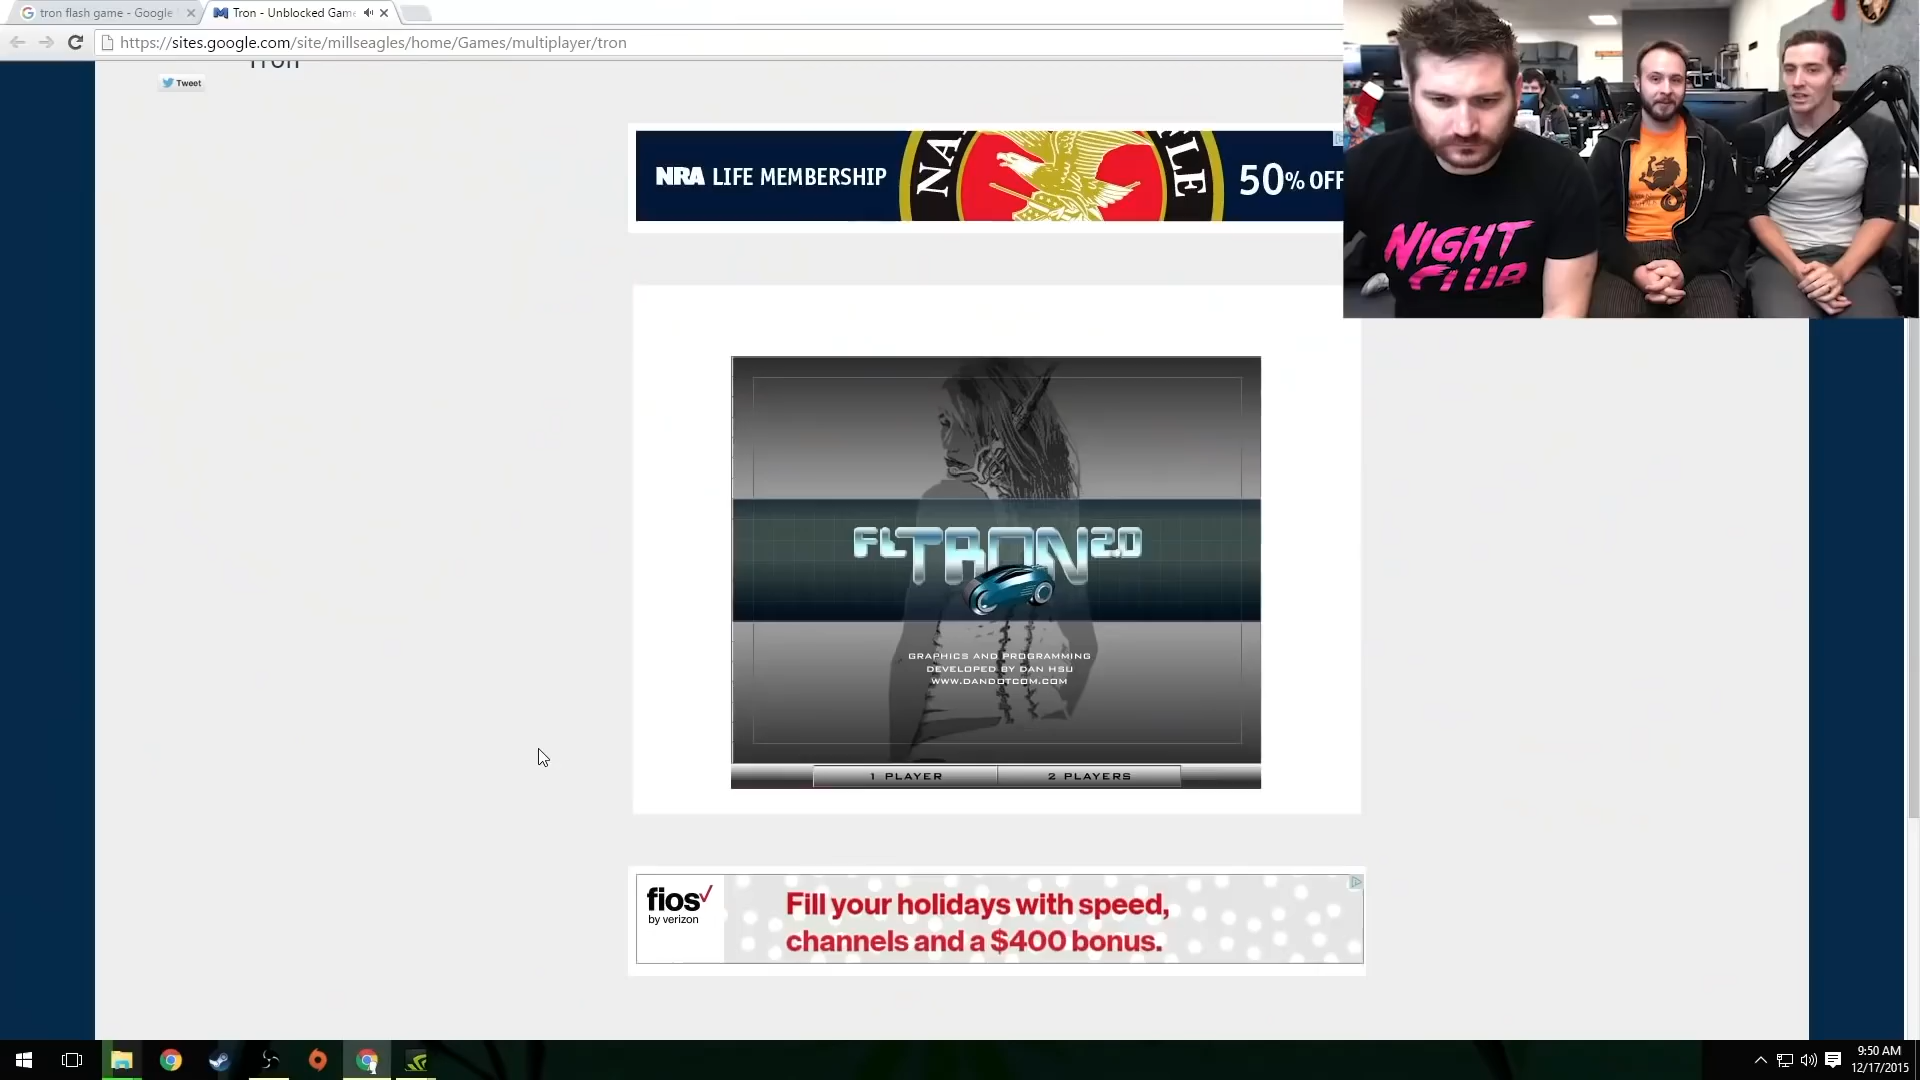 tron flash game - Google
Tron - Unblocked Game
https://sites.google.com/site/millseagles/home/Games/multiplayer/tron
Tron
Tweet
NRA LIFE MEMBERSHIP
50% OFF
NIGHT
CLUB
FLTRON2.0
GRAPHICS AND PROGRAMMING
DEVELOPED BY DAN HSU
WWW.DANDOTCOM.COM
1 PLAYER
2 PLAYERS
fios
by verizon
Fill your holidays with speed,
channels and a $400 bonus.
9:50 AM
12/17/2015